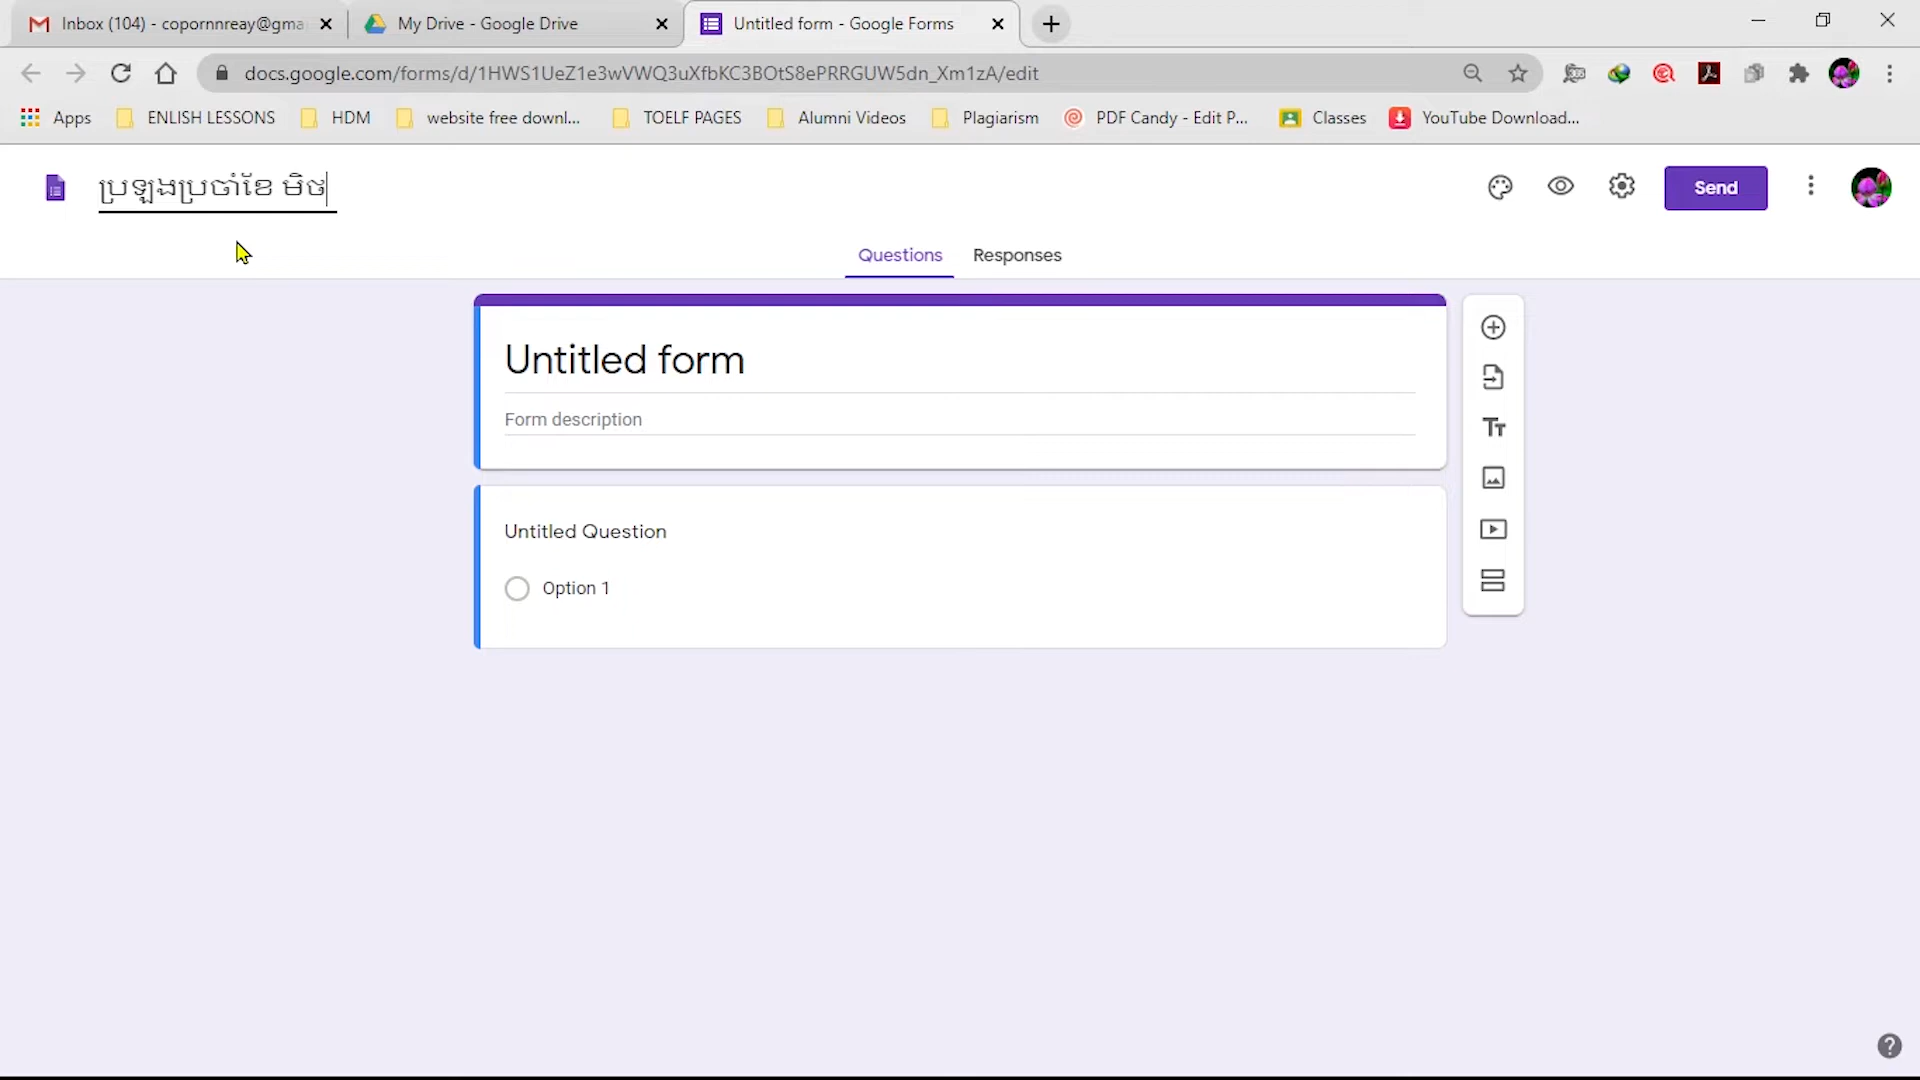 Inbox (104) - copornnreay@gma
My Drive - Google Drive
Untitled form - Google Forms
docs.google.com/forms/d/1HWS1UeZ1e3wVWQ3uXfbKC3BOtS8ePRRGUW5dn_Xm1zA/edit
Apps ENLISH LESSONS HDM website free downl... TOELF PAGES Alumni Videos Plagiarism PDF Candy - Edit P... Classes YouTube Download...
ប្រឡងប្រចាំខែ មិថ
Send
Questions Responses
Untitled form
Form description
Untitled Question
Option 1